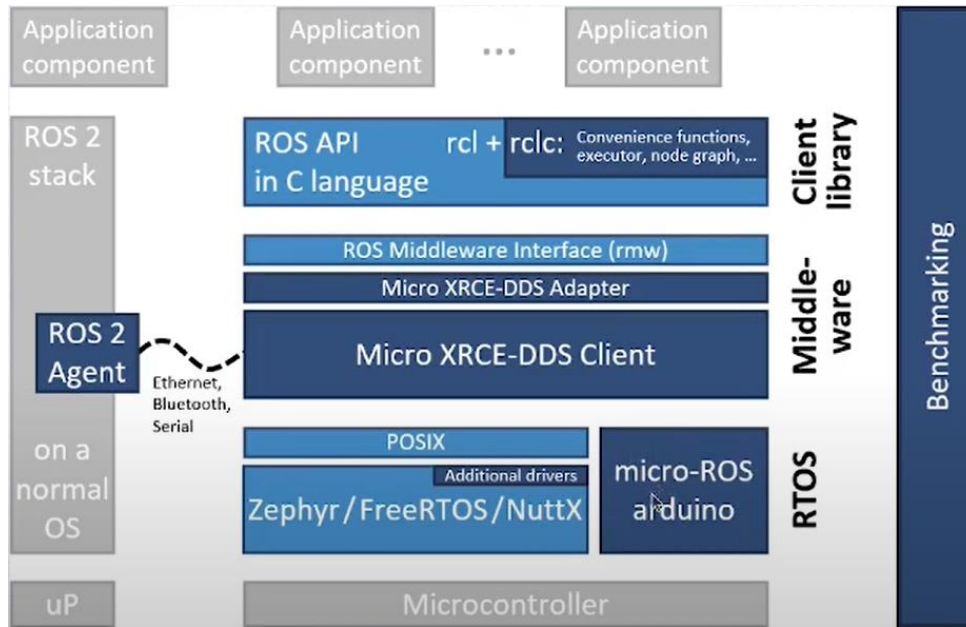 Application
component
Application
component
...
Application
component
ROS 2
stack
ROS API
in C language
rcl + rclc:
Convenience functions,
executor, node graph, ...
Client
library
ROS Middleware Interface (rmw)
Micro XRCE-DDS Adapter
Micro XRCE-DDS Client
Middle-
ware
ROS 2
Agent
Ethernet,
Bluetooth,
Serial
on a
normal
OS
POSIX
Additional drivers
Zephyr/FreeRTOS/NuttX
micro-ROS
arduino
RTOS
uP
Microcontroller
Benchmarking